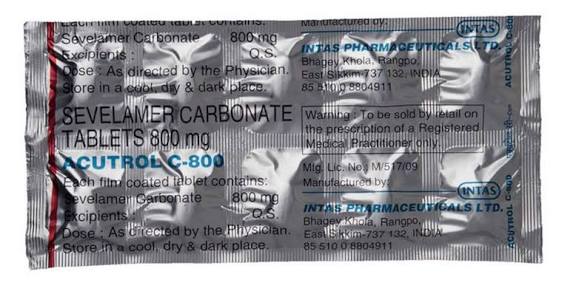 Each film coated tablet contains:
Sevelamer Carbonate 800 mg
Excipients : Q.S.
Dose : As directed by the Physician.
Store in a cool, dry & dark place.
Manufactured by:
INTAS
INTAS PHARMACEUTICALS LTD.
Bhagey Khola, Rangpo,
East Sikkim-737 132, INDIA
85 510 0 8804911
ACUTROL C-800
SEVELAMER CARBONATE
TABLETS 800 mg
ACUTROL C-800
Warning : To be sold by retail on
the prescription of a Registered
Medical Practitioner only.
Each film coated tablet contains:
Sevelamer Carbonate 800 mg
Excipients : Q.S.
Dose : As directed by the Physician.
Store in a cool, dry & dark place.
Mfg. Lic. No.: M/517/09
Manufactured by:
INTAS
INTAS PHARMACEUTICALS LTD.
Bhagey Khola, Rangpo,
East Sikkim-737 132, INDIA
85 510 0 8804911
ACUTROL C-800